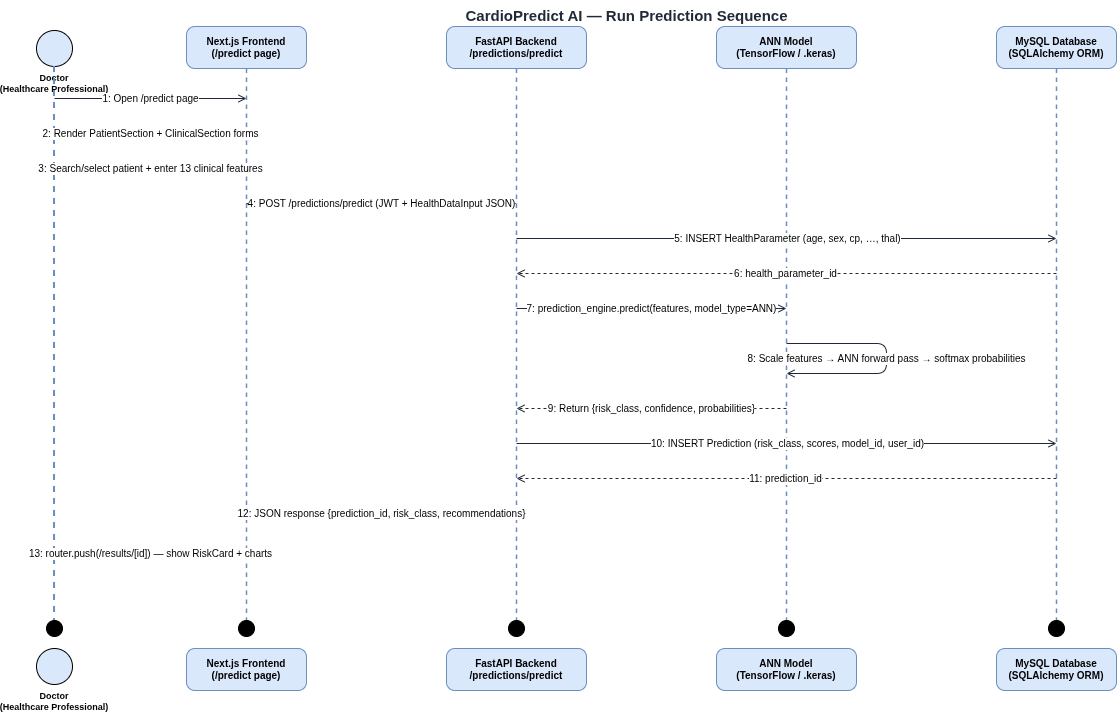 CardioPredict AI — Run Prediction Sequence
Doctor
(Healthcare Professional)
Next.js Frontend
(/predict page)
FastAPI Backend
/predictions/predict
ANN Model
(TensorFlow / .keras)
MySQL Database
(SQLAlchemy ORM)
1: Open /predict page
2: Render PatientSection + ClinicalSection forms
3: Search/select patient + enter 13 clinical features
4: POST /predictions/predict (JWT + HealthDataInput JSON)
5: INSERT HealthParameter (age, sex, cp, …, thal)
6: health_parameter_id
7: prediction_engine.predict(features, model_type=ANN)
8: Scale features → ANN forward pass → softmax probabilities
9: Return {risk_class, confidence, probabilities}
10: INSERT Prediction (risk_class, scores, model_id, user_id)
11: prediction_id
12: JSON response {prediction_id, risk_class, recommendations}
13: router.push(/results/[id]) — show RiskCard + charts
Doctor
(Healthcare Professional)
Next.js Frontend
(/predict page)
FastAPI Backend
/predictions/predict
ANN Model
(TensorFlow / .keras)
MySQL Database
(SQLAlchemy ORM)